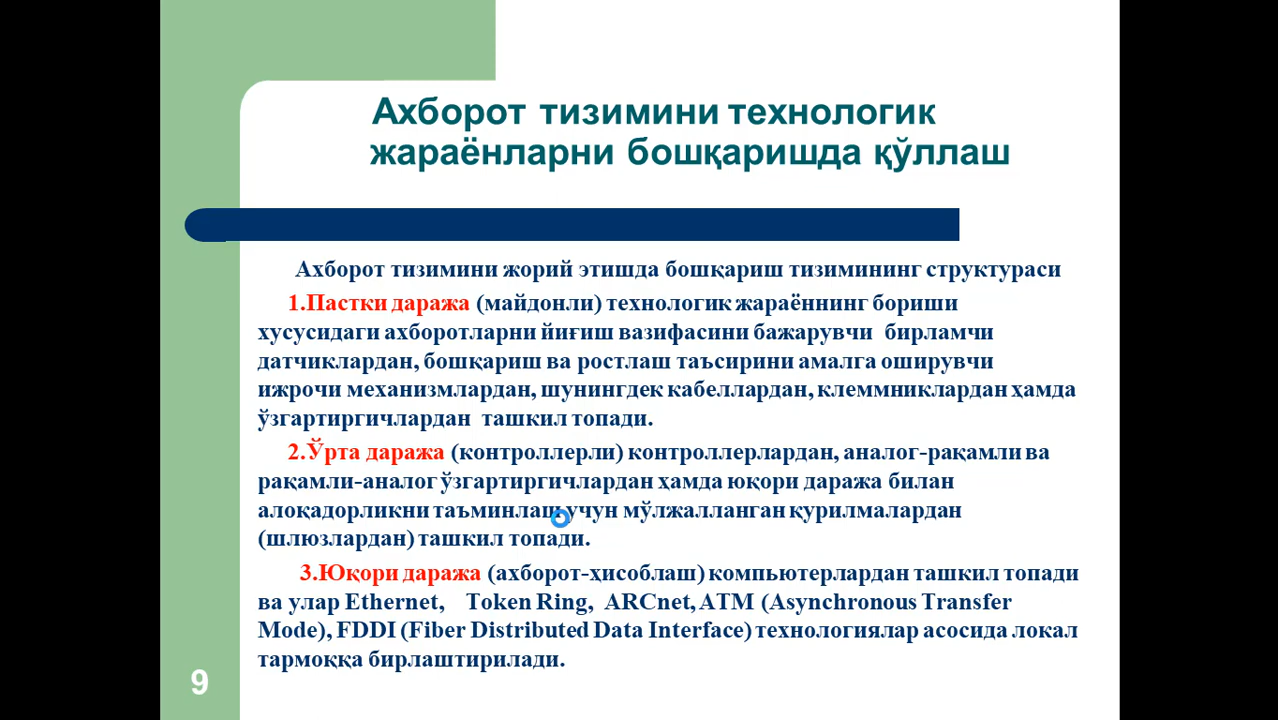 Ахборот тизимини технологик
жараёнларни бошқаришда қўллаш
Ахборот тизимини жорий этишда бошқариш тизимининг структураси
1.Пастки даража (майдонли) технологик жараённинг бориши
хусусидаги ахборотларни йиғиш вазифасини бажарувчи бирламчи
датчиклардан, бошқариш ва ростлаш таъсирини амалга оширувчи
ижрочи механизмлардан, шунингдек кабеллардан, клеммниклардан ҳамда
ўзгартиргичлардан ташкил топади.
2.Ўрта даража (контроллерли) контроллерлардан, аналог-рақамли ва
рақамли-аналог ўзгартиргичлардан ҳамда юқори даража билан
алоқадорликни таъминлаш учун мўлжалланган қурилмалардан
(шлюзлардан) ташкил топади.
3.Юқори даража (ахборот-ҳисоблаш) компьютерлардан ташкил топади
ва улар Ethernet, Token Ring, ARCnet, ATM (Asynchronous Transfer
Mode), FDDI (Fiber Distributed Data Interface) технологиялар асосида локал
тармоққа бирлаштирилади.
9